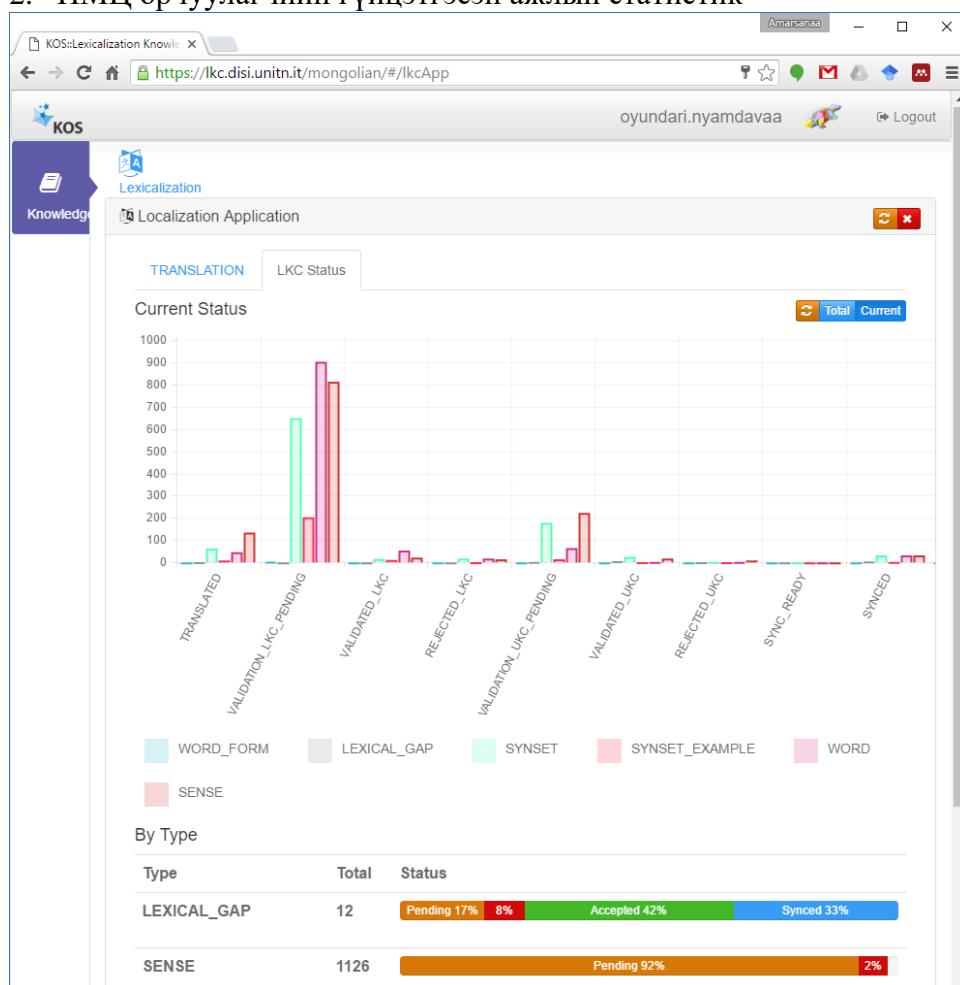 Amarsanaa
KOS::Lexicalization Knowle
https://lkc.disi.unitn.it/mongolian/#/lkcApp
KOS
oyundari.nyamdavaa
Logout
Knowledg
Lexicalization
Localization Application
TRANSLATION
LKC Status
Current Status
Total Current
1000
900
800
700
600
500
400
300
200
100
0
TRANSLATED
VALIDATION_LKC_PENDING
VALIDATED_LKC
REJECTED_LKC
VALIDATION_UKC_PENDING
VALIDATED_UKC
REJECTED_UKC
SYNC_READY
SYNCED
WORD_FORM
LEXICAL_GAP
SYNSET
SYNSET_EXAMPLE
WORD
SENSE
By Type
Type Total Status
LEXICAL_GAP 12 Pending 17% 8% Accepted 42% Synced 33%
SENSE 1126 Pending 92% 2%